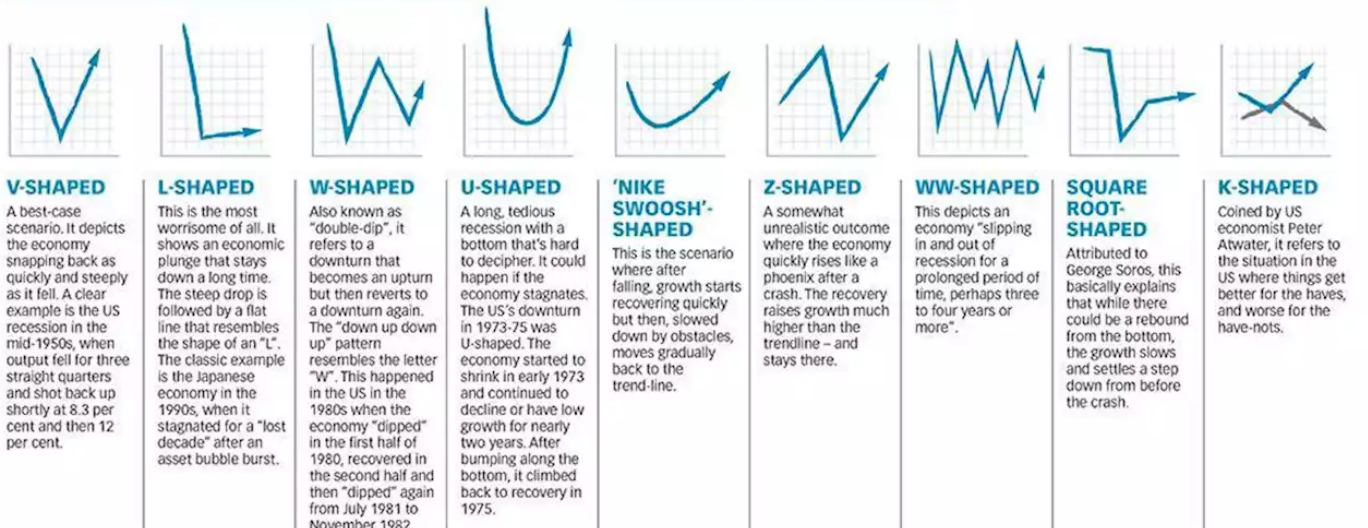 V-SHAPED
A best-case
scenario. It depicts
the economy
snapping back as
quickly and steeply
as it fell. A clear
example is the US
recession in the
mid-1950s, when
output fell for three
straight quarters
and shot back up
shortly at 8.3 per
cent and then 12
per cent.
L-SHAPED
This is the most
worrisome of all. It
shows an economic
plunge that stays
down a long time.
The steep drop is
followed by a flat
line that resembles
the shape of an “L”.
The classic example
is the Japanese
economy in the
1990s, when it
stagnated for a “lost
decade” after an
asset bubble burst.
W-SHAPED
Also known as
“double-dip”, it
refers to a
downturn that
becomes an upturn
but then reverts to
a downturn again.
The “down up down
up” pattern
resembles the letter
“W”. This happened
in the US in the
1980s when the
economy “dipped”
in the first half of
1980, recovered in
the second half and
then “dipped” again
from July 1981 to
November 1982
U-SHAPED
A long, tedious
recession with a
bottom that's hard
to decipher. It could
happen if the
economy stagnates.
The US's downturn
in 1973-75 was
U-shaped. The
economy started to
shrink in early 1973
and continued to
decline or have low
growth for nearly
two years. After
bumping along the
bottom, it climbed
back to recovery in
1975.
‘NIKE
SWOOSH’-
SHAPED
This is the scenario
where after
falling, growth starts
recovering quickly
but then, slowed
down by obstacles,
moves gradually
back to the
trend-line.
Z-SHAPED
A somewhat
unrealistic outcome
where the economy
quickly rises like a
phoenix after a
crash. The recovery
raises growth much
higher than the
trendline – and
stays there.
WW-SHAPED
This depicts an
economy “slipping
in and out of
recession for a
prolonged period of
time, perhaps three
to four years or
more”.
SQUARE
ROOT-
SHAPED
Attributed to
George Soros, this
basically explains
that while there
could be a rebound
from the bottom,
the growth slows
and settles a step
down from before
the crash.
K-SHAPED
Coined by US
economist Peter
Atwater, it refers to
the situation in the
US where things get
better for the haves,
and worse for the
have-nots.